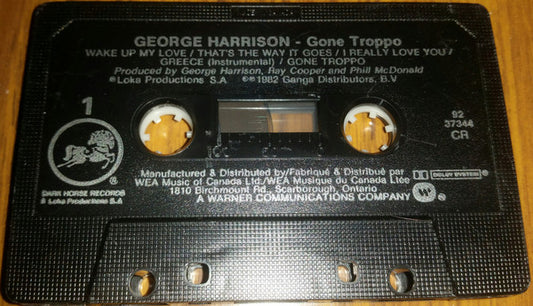 GEORGE HARRISON - Gone Troppo
WAKE UP MY LOVE / THAT'S THE WAY IT GOES / I REALLY LOVE YOU /
GREECE (Instrumental) / GONE TROPPO
Produced by George Harrison, Ray Cooper and Phill McDonald
℗Loka Productions S.A ©℗1982 Ganga Distributors, B.V
1
92
37344
CR
®
DARK HORSE RECORDS
® Loka Productions S.A
Manufactured & Distributed by/Fabriqué & Distribué par
WEA Music of Canada Ltd./WEA Musique du Canada Ltée
1810 Birchmount Rd., Scarborough, Ontario
A WARNER COMMUNICATIONS COMPANY
DOLBY SYSTEM ®
W ®